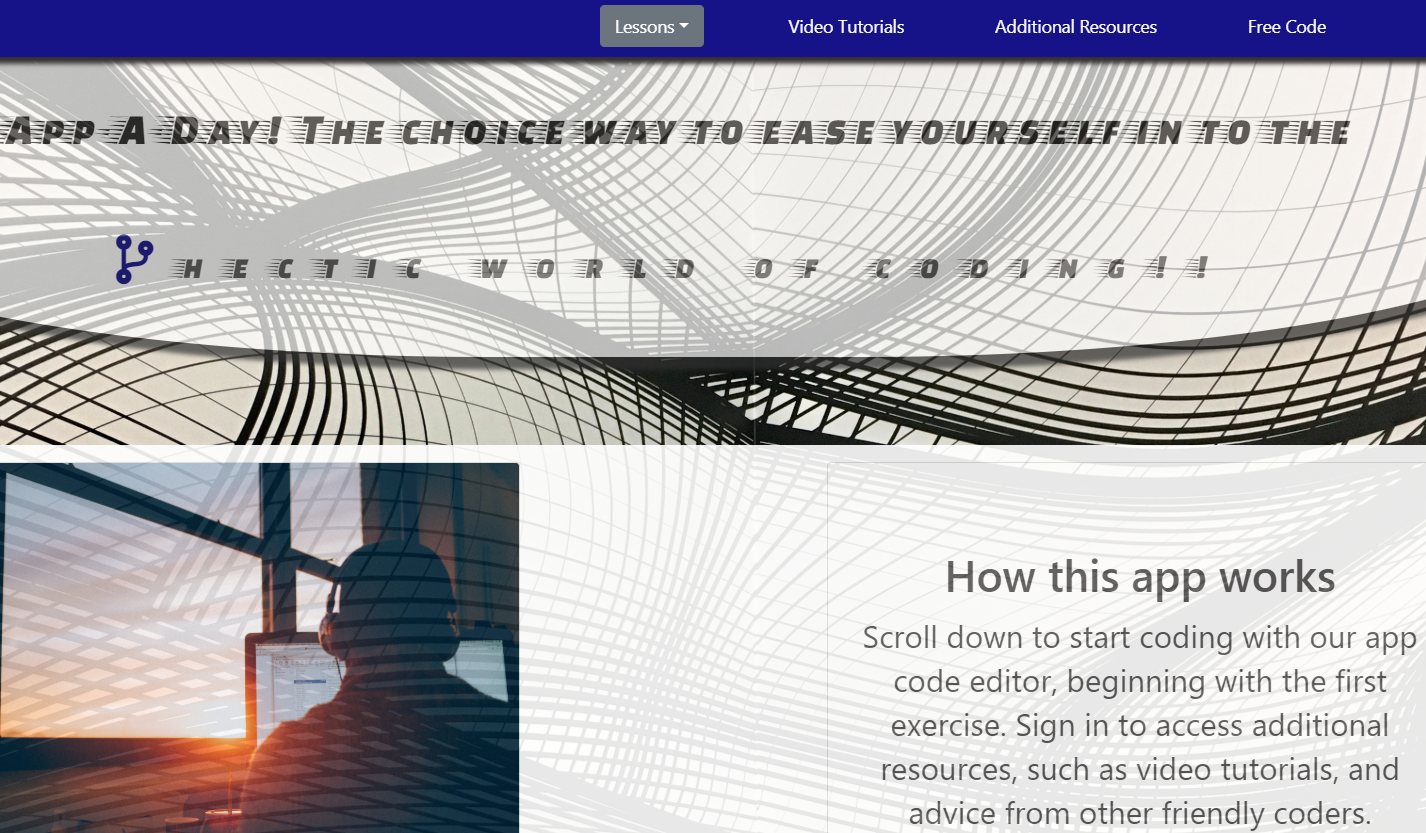 Lessons Video Tutorials Additional Resources Free Code
App A Day! The choice way to ease yourself in to the
hectic world of coding!!
How this app works
Scroll down to start coding with our app
code editor, beginning with the first
exercise. Sign in to access additional
resources, such as video tutorials, and
advice from other friendly coders.